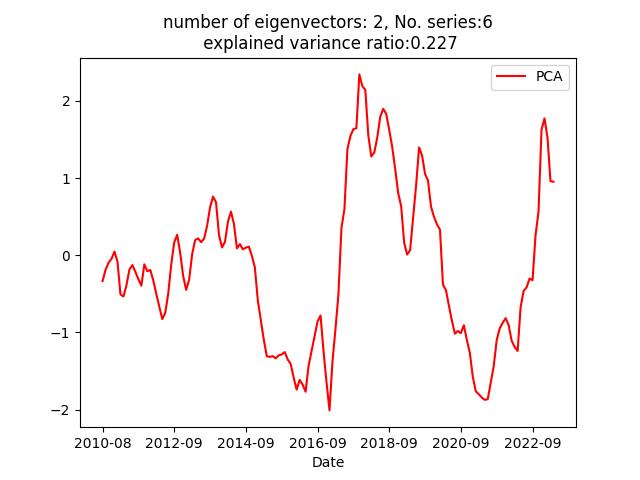 number of eigenvectors: 2, No. series:6
explained variance ratio:0.227
PCA
2
1
0
−1
−2
2010-08 2012-09 2014-09 2016-09 2018-09 2020-09 2022-09
Date